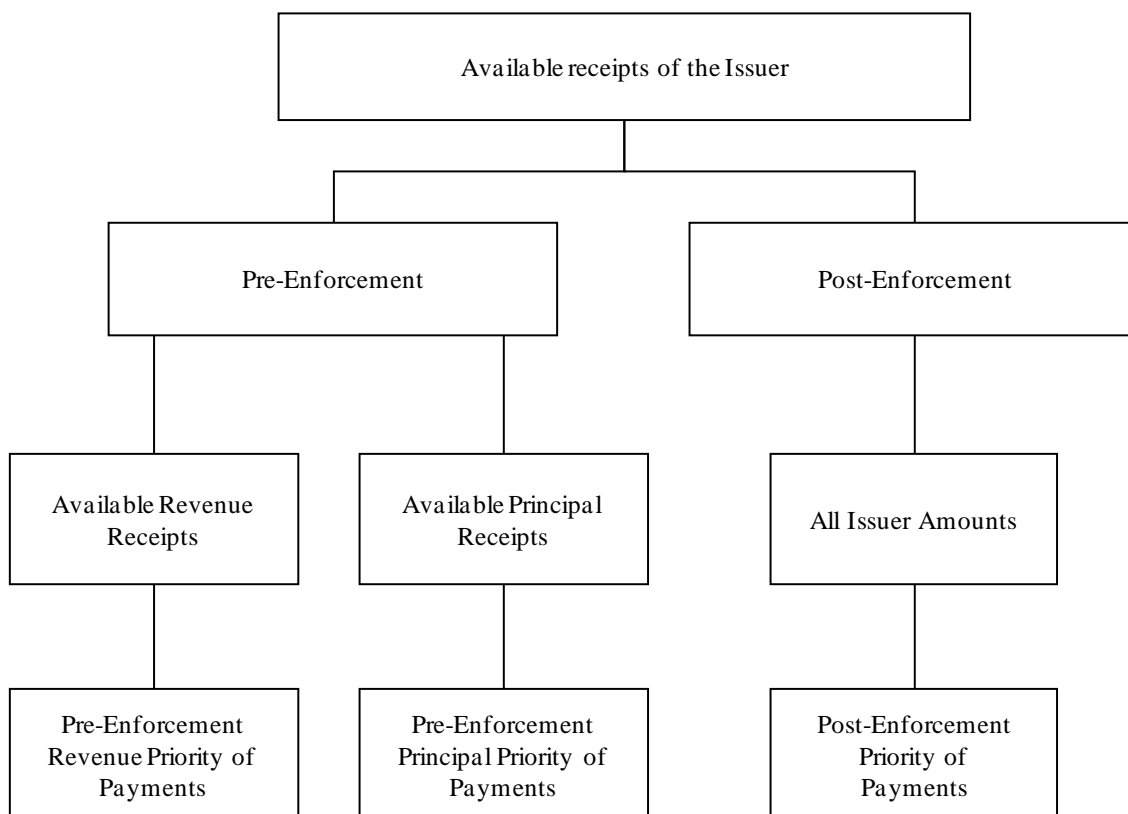 Available receipts of the Issuer
Pre-Enforcement
Post-Enforcement
Available Revenue
Receipts
Available Principal
Receipts
All Issuer Amounts
Pre-Enforcement
Revenue Priority of
Payments
Pre-Enforcement
Principal Priority of
Payments
Post-Enforcement
Priority of
Payments